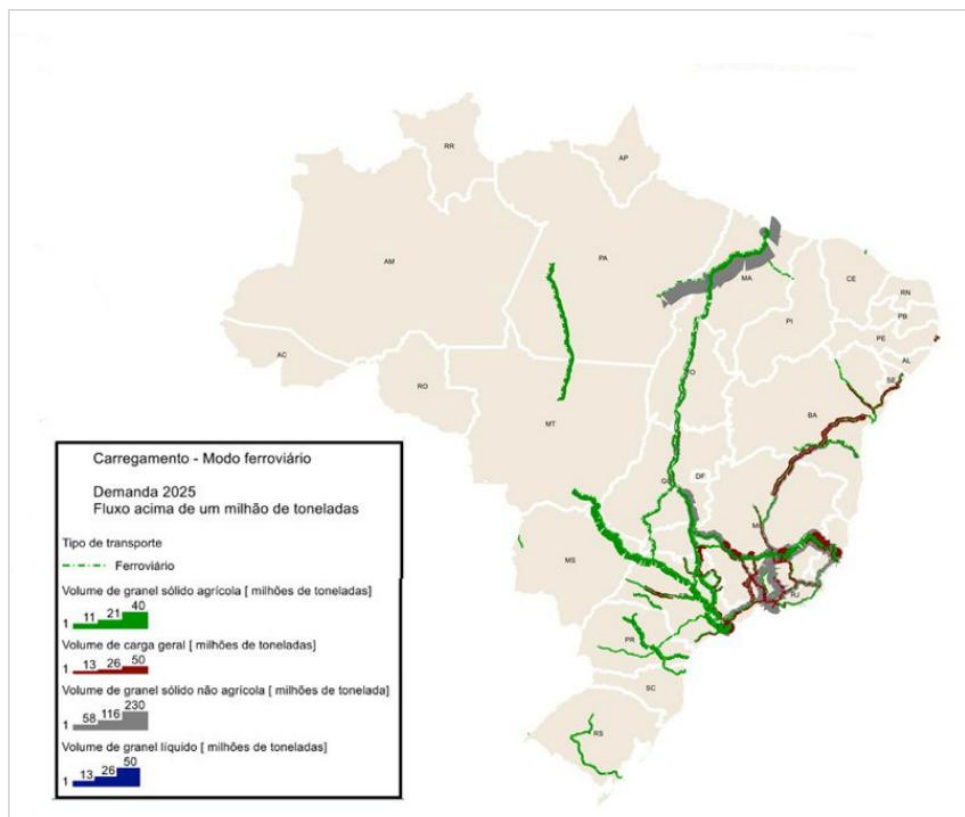 RR
AP
AM
PA
MA
CE
RN
PB
PI
PE
AL
AC
TO
SE
RO
BA
MT
DF
GO
MG
MS
SP
RJ
PR
SC
RS
Carregamento - Modo ferroviário
Demanda 2025
Fluxo acima de um milhão de toneladas
Tipo de transporte
Ferroviário
Volume de granel sólido agrícola [ milhões de toneladas]
1 11 21 40
Volume de carga geral [ milhões de toneladas]
1 13 26 50
Volume de granel sólido não agrícola [ milhões de tonelada]
1 58 116 230
Volume de granel líquido [ milhões de toneladas]
1 13 26 50